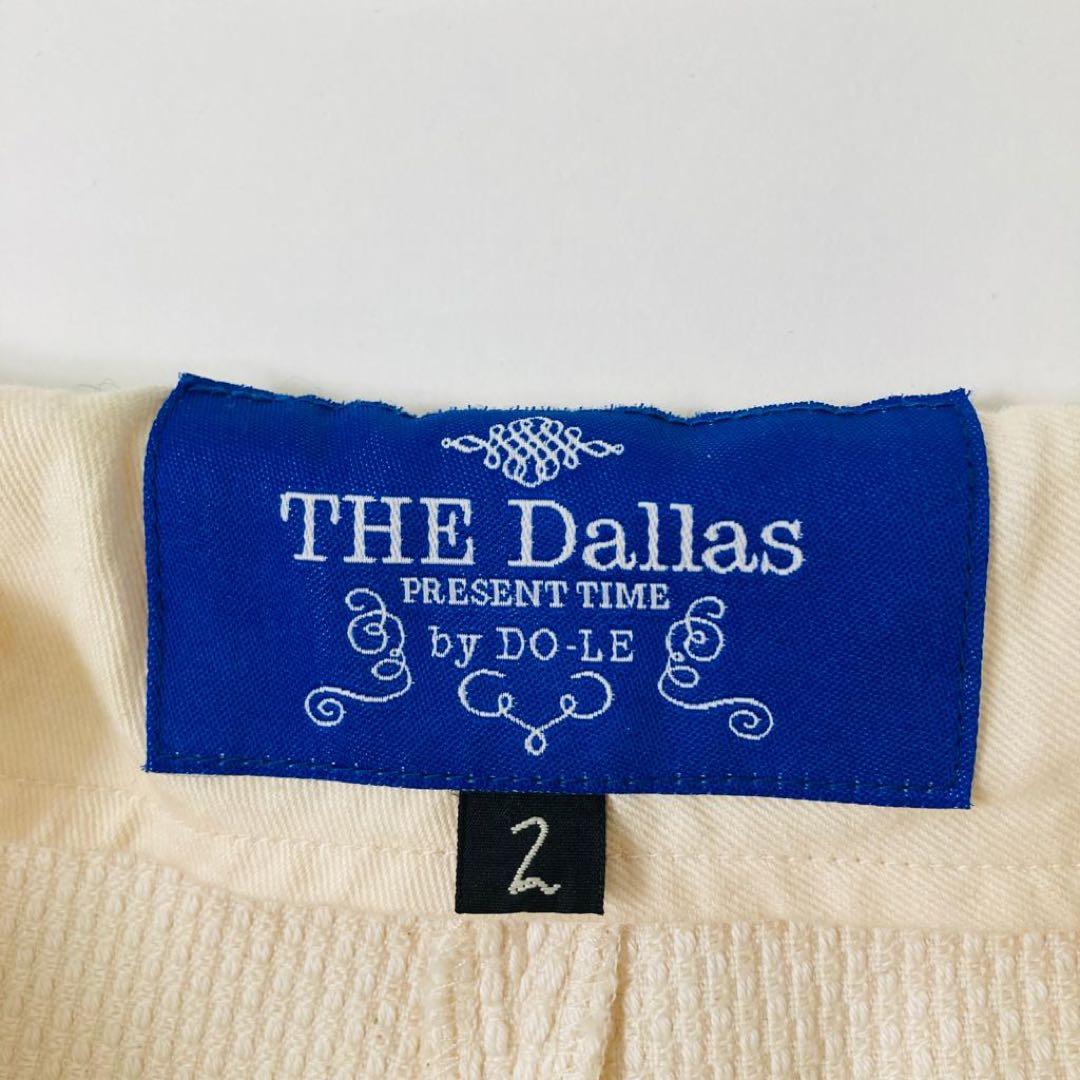 THE Dallas
PRESENT TIME
by DO-LE
2